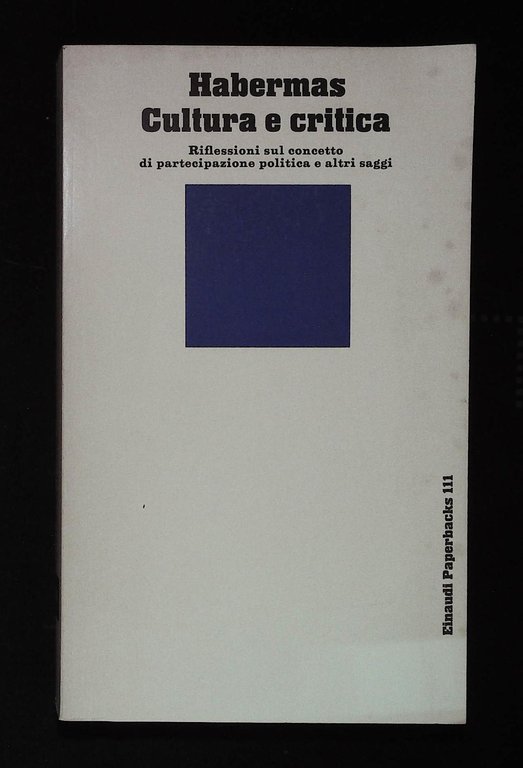 Habermas
Cultura e critica
Riflessioni sul concetto
di partecipazione politica e altri saggi
Einaudi Paperbacks 111